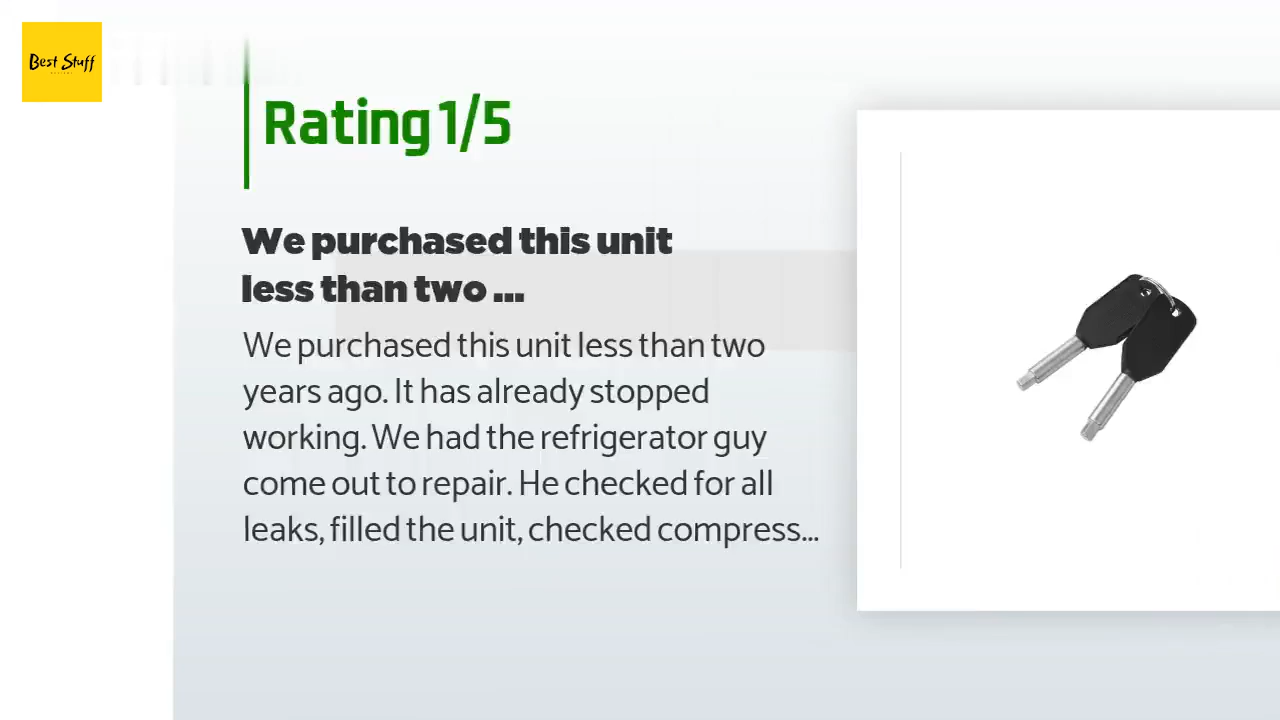 Best Stuff
Rating 1/5
We purchased this unit
less than two ...
We purchased this unit less than two
years ago. It has already stopped
working. We had the refrigerator guy
come out to repair. He checked for all
leaks, filled the unit, checked compress...